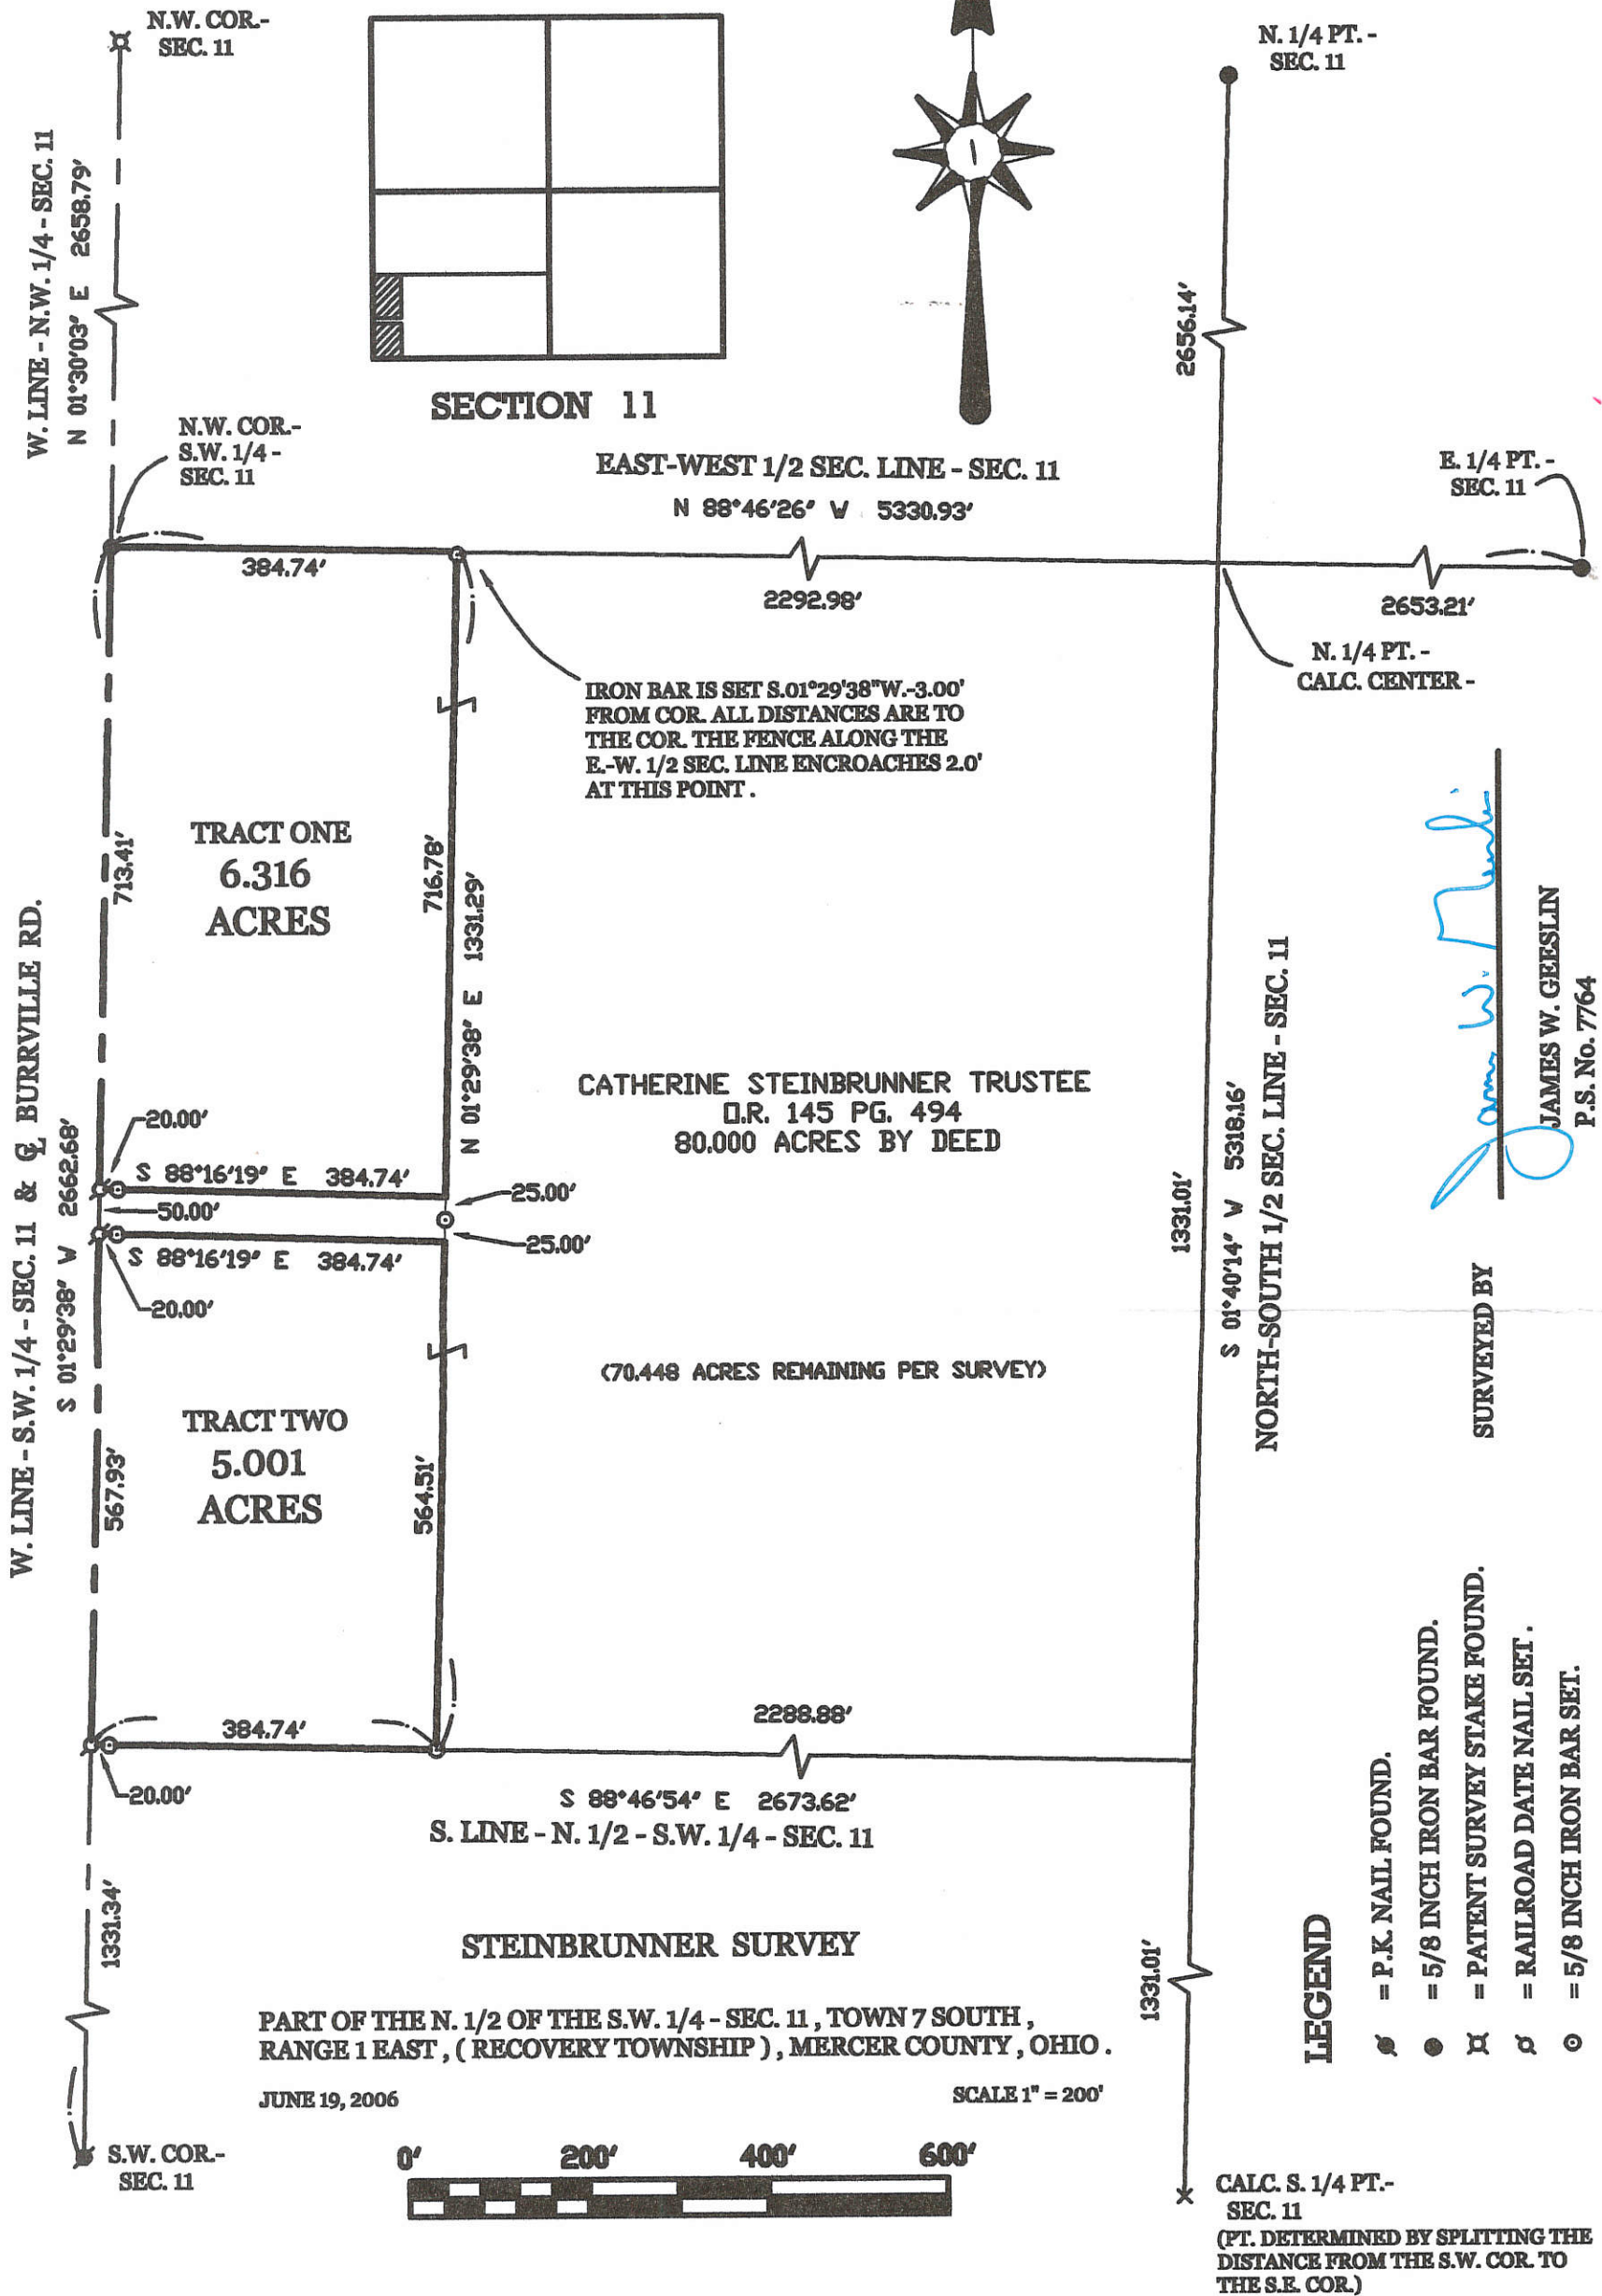 N.W. COR.-
SEC. 11
N. 1/4 PT. -
SEC. 11
W. LINE - N.W. 1/4 - SEC. 11
N 01°30'03" E 2658.79'
SECTION 11
2656.14'
N.W. COR.-
S.W. 1/4 -
SEC. 11
EAST-WEST 1/2 SEC. LINE - SEC. 11
N 88°46'26" W 5330.93'
E. 1/4 PT. -
SEC. 11
384.74'
2292.98'
2653.21'
N. 1/4 PT. -
CALC. CENTER -
IRON BAR IS SET S.01°29'38"W.-3.00'
FROM COR. ALL DISTANCES ARE TO
THE COR. THE FENCE ALONG THE
E.-W. 1/2 SEC. LINE ENCROACHES 2.0'
AT THIS POINT.
TRACT ONE
6.316
ACRES
713.41'
716.78'
N 01°29'38" E 1331.29'
W. LINE - S.W. 1/4 - SEC. 11 & ℄ BURRVILLE RD.
S 01°29'38" W 2662.68'
CATHERINE STEINBRUNNER TRUSTEE
O.R. 145 PG. 494
80.000 ACRES BY DEED
20.00'
S 88°16'19" E 384.74'
50.00'
25.00'
25.00'
S 88°16'19" E 384.74'
20.00'
(70.448 ACRES REMAINING PER SURVEY)
1331.01'
S 01°40'14" W 5318.16'
NORTH-SOUTH 1/2 SEC. LINE - SEC. 11
SURVEYED BY
James W. Geeslin
JAMES W. GEESLIN
P.S. No. 7764
TRACT TWO
5.001
ACRES
567.93'
564.51'
384.74'
2288.88'
20.00'
S 88°46'54" E 2673.62'
S. LINE - N. 1/2 - S.W. 1/4 - SEC. 11
1331.34'
1331.01'
STEINBRUNNER SURVEY
PART OF THE N. 1/2 OF THE S.W. 1/4 - SEC. 11, TOWN 7 SOUTH,
RANGE 1 EAST, ( RECOVERY TOWNSHIP ), MERCER COUNTY, OHIO.
JUNE 19, 2006
SCALE 1" = 200'
LEGEND
= P.K. NAIL FOUND.
= 5/8 INCH IRON BAR FOUND.
= PATENT SURVEY STAKE FOUND.
= RAILROAD DATE NAIL SET.
= 5/8 INCH IRON BAR SET.
S.W. COR.-
SEC. 11
0' 200' 400' 600'
CALC. S. 1/4 PT.-
SEC. 11
(PT. DETERMINED BY SPLITTING THE
DISTANCE FROM THE S.W. COR. TO
THE S.E. COR.)